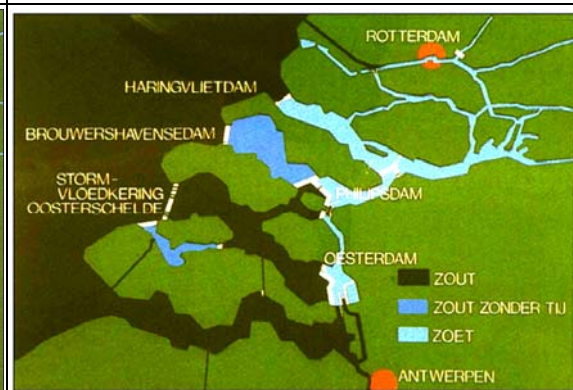 ROTTERDAM
HARINGVLIETDAM
BROUWERSHAVENSEDAM
STORM-
VLOEDKERING
OOSTERSCHELDE
PHILIPSDAM
OESTERDAM
ZOUT
ZOUT ZONDER TIJ
ZOET
ANTWERPEN